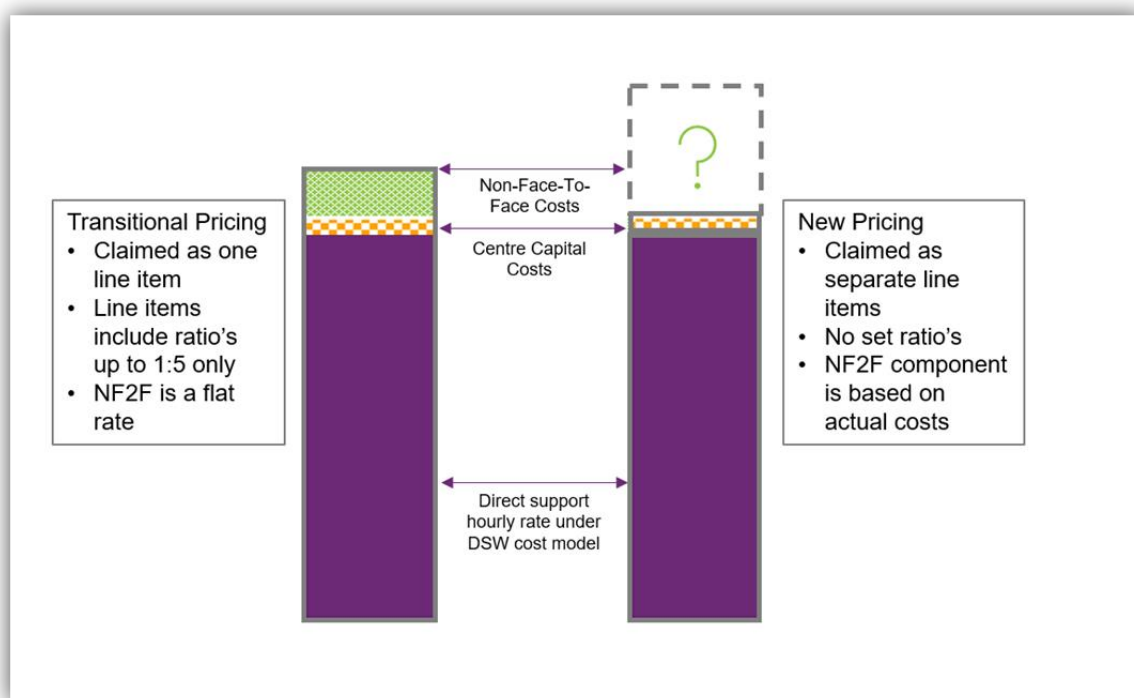 Transitional Pricing
• Claimed as one
line item
• Line items
include ratio's
up to 1:5 only
• NF2F is a flat
rate
Non-Face-To-
Face Costs
Centre Capital
Costs
Direct support
hourly rate under
DSW cost model
?
New Pricing
• Claimed as
separate line
items
• No set ratio's
• NF2F component
is based on
actual costs